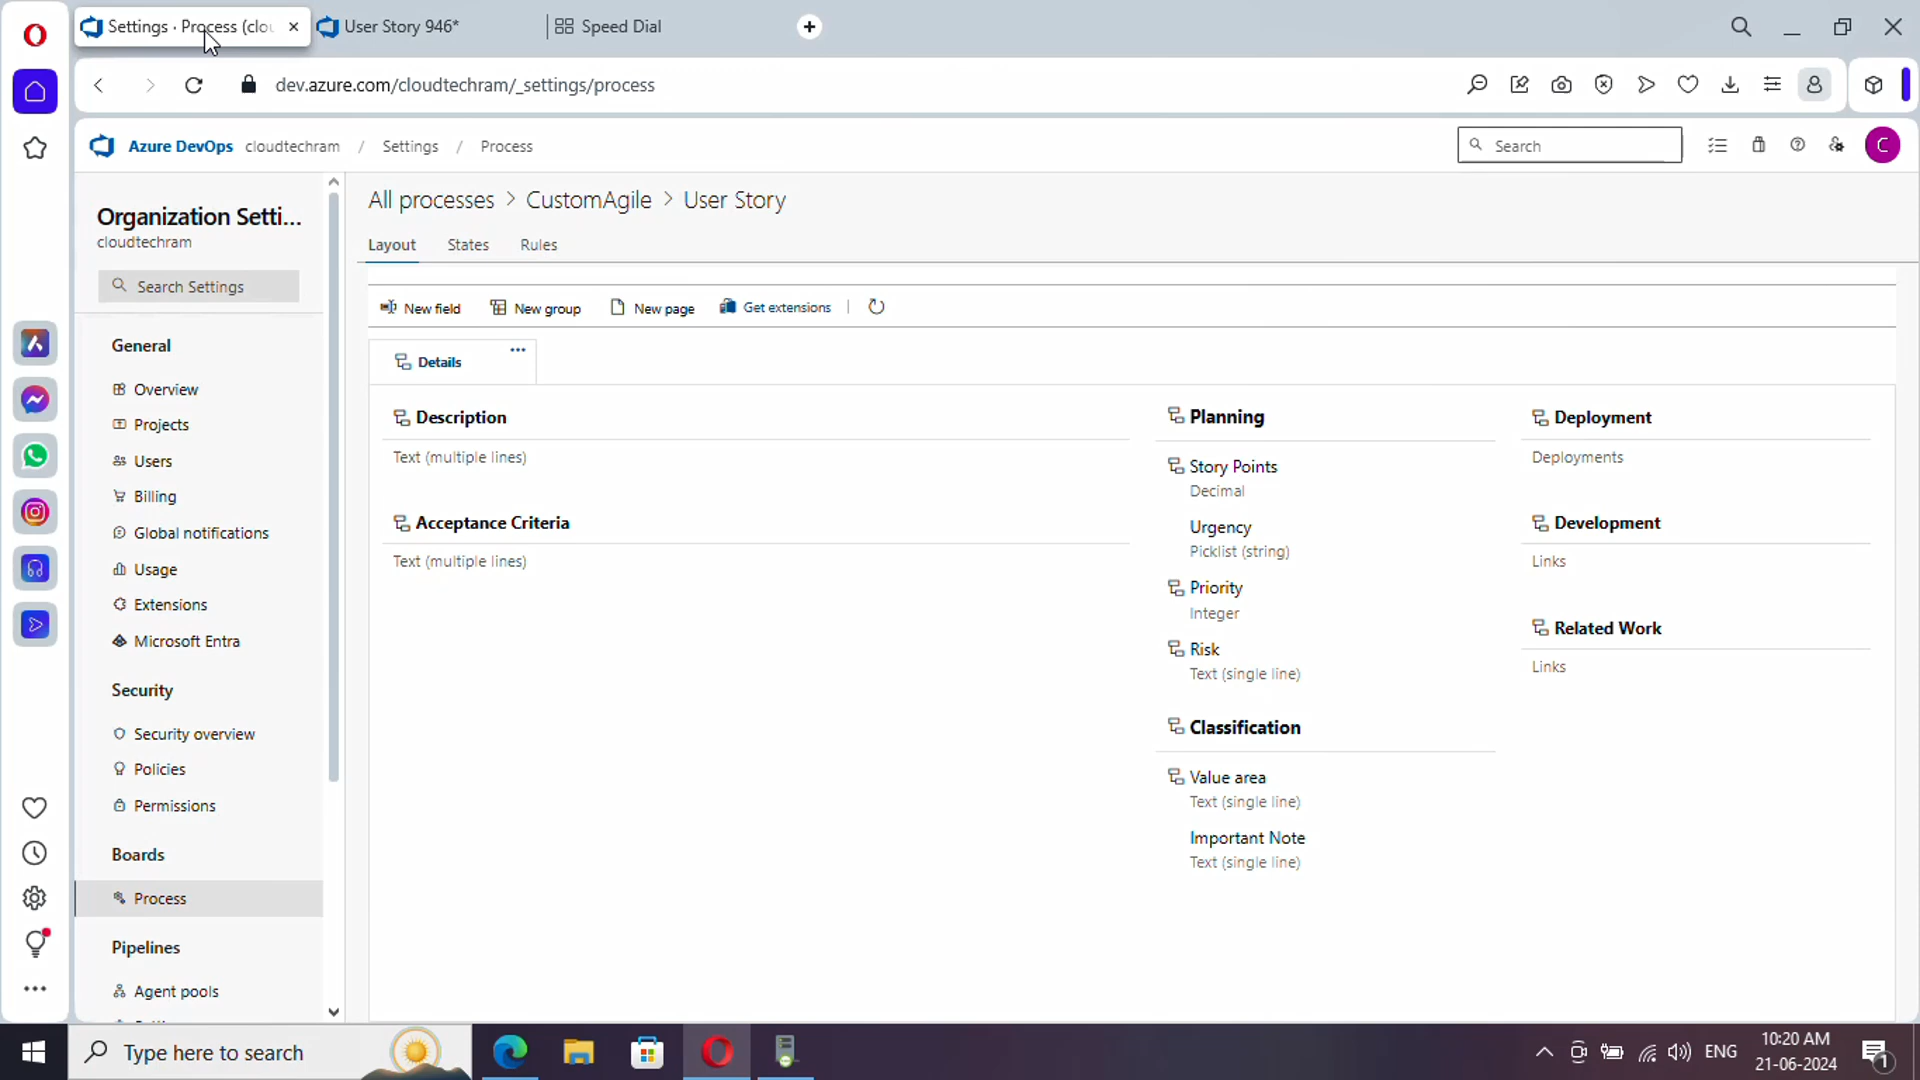 Settings · Process (clou
User Story 946*
Speed Dial
dev.azure.com/cloudtechram/_settings/process
Azure DevOps cloudtechram / Settings / Process
Search
C
Organization Setti...
cloudtechram
Search Settings
General
Overview
Projects
Users
Billing
Global notifications
Usage
Extensions
Microsoft Entra
Security
Security overview
Policies
Permissions
Boards
Process
Pipelines
Agent pools
All processes > CustomAgile > User Story
Layout
States
Rules
New field
New group
New page
Get extensions
Details
Description
Text (multiple lines)
Acceptance Criteria
Text (multiple lines)
Planning
Story Points
Decimal
Urgency
Picklist (string)
Priority
Integer
Risk
Text (single line)
Classification
Value area
Text (single line)
Important Note
Text (single line)
Deployment
Deployments
Development
Links
Related Work
Links
Type here to search
ENG
10:20 AM
21-06-2024
1